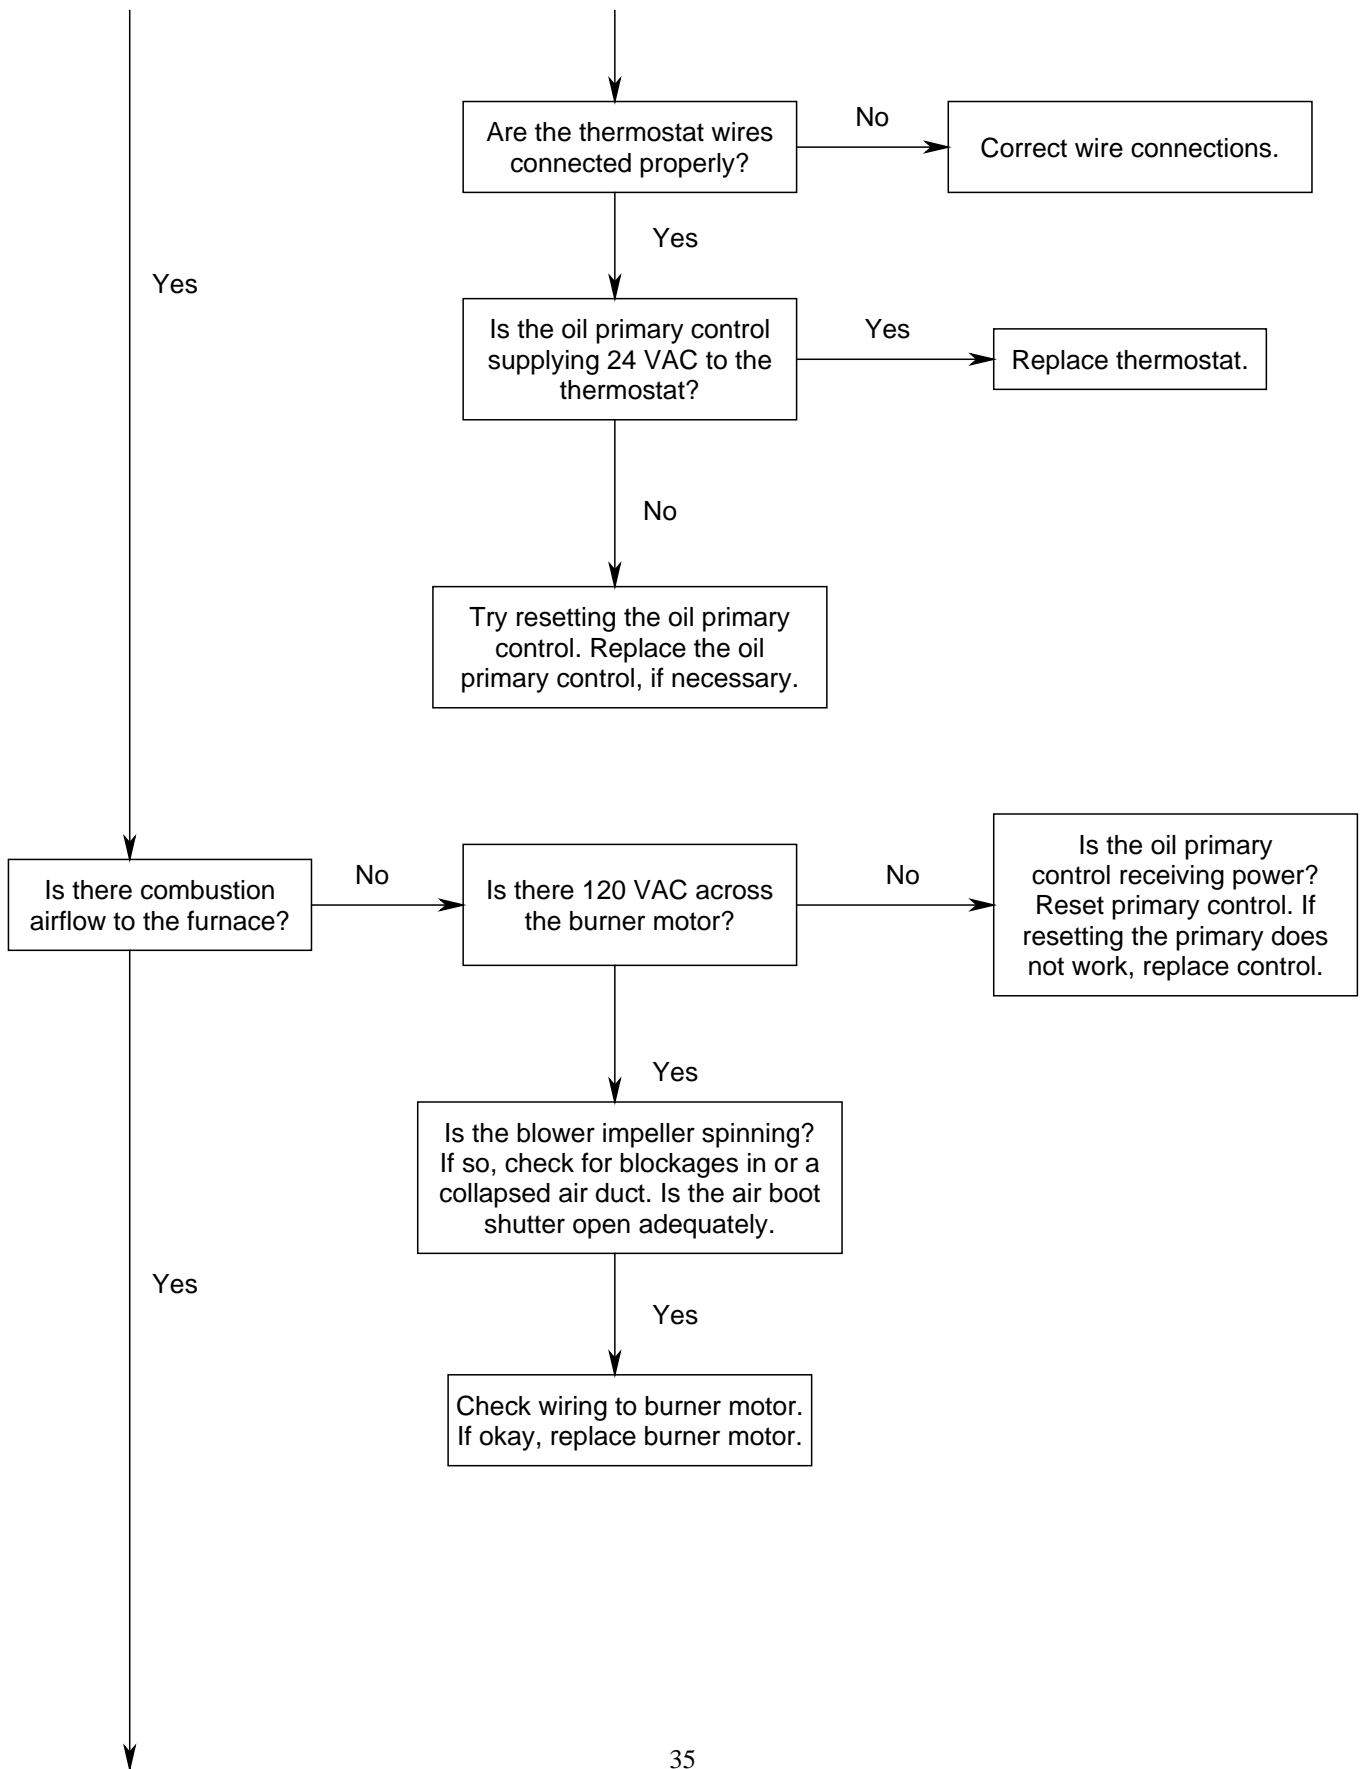 Are the thermostat wires
connected properly?
No
Correct wire connections.
Yes
Yes
Is the oil primary control
supplying 24 VAC to the
thermostat?
Yes
Replace thermostat.
No
Try resetting the oil primary
control. Replace the oil
primary control, if necessary.
Is there combustion
airflow to the furnace?
No
Is there 120 VAC across
the burner motor?
No
Is the oil primary
control receiving power?
Reset primary control. If
resetting the primary does
not work, replace control.
Yes
Is the blower impeller spinning?
If so, check for blockages in or a
collapsed air duct. Is the air boot
shutter open adequately.
Yes
Yes
Check wiring to burner motor.
If okay, replace burner motor.
35